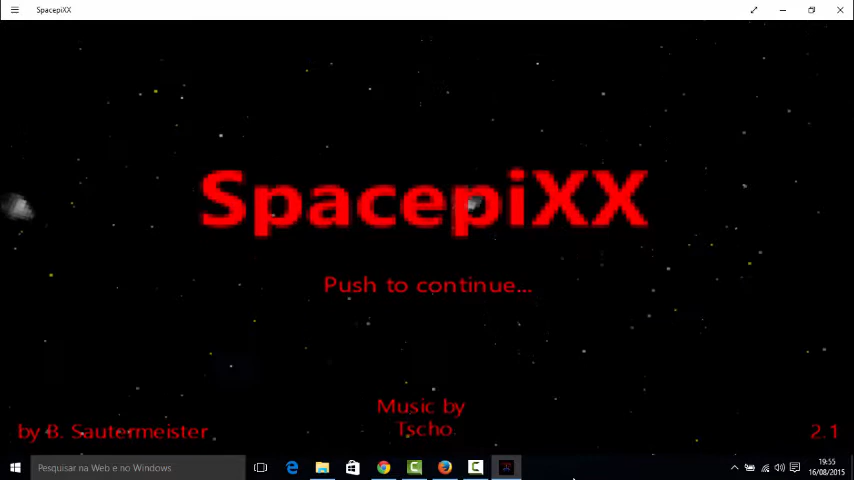 SpacepiXX
SpacepiXX
Push to continue...
Music by
Tscho
by B. Sautermeister
2.1
Pesquisar na Web e no Windows
19:55
16/08/2015